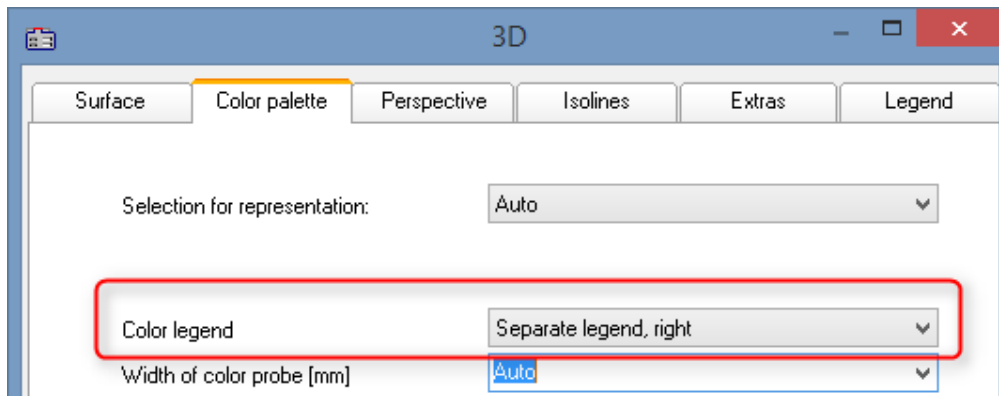 3D
Surface Color palette Perspective Isolines Extras Legend
Selection for representation: Auto
Color legend Separate legend, right
Width of color probe [mm] Auto